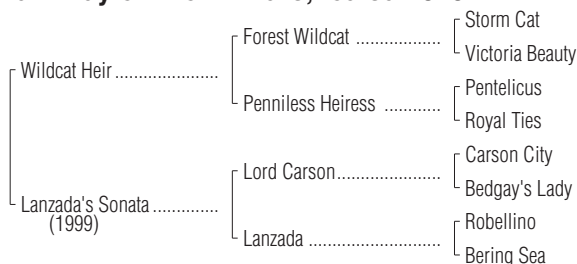 Storm Cat
Forest Wildcat ..................
Victoria Beauty
Wildcat Heir ......................
Pentelicus
Penniless Heiress ............
Royal Ties
Carson City
Lord Carson......................
Bedgay's Lady
Lanzada's Sonata ..............
(1999)
Robellino
Lanzada ............................
Bering Sea